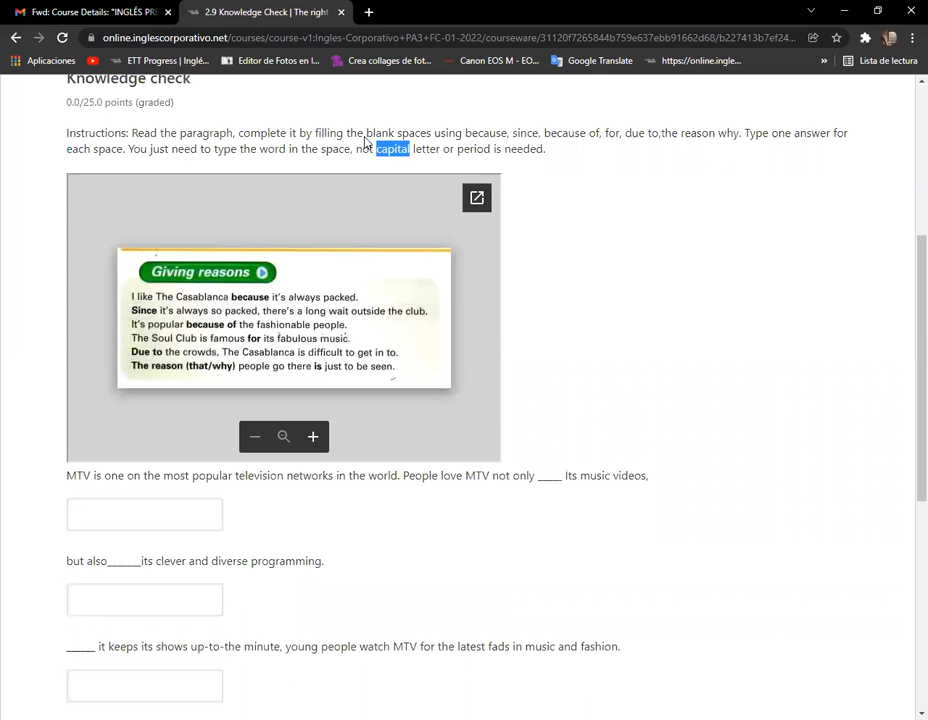 Fwd: Course Details: "INGLÉS PRE
2.9 Knowledge Check | The right
online.inglescorporativo.net/courses/course-v1:Ingles-Corporativo+PA3+FC-01-2022/courseware/31120f7265844b759e637ebb91662d68/b227413b7ef24...
Aplicaciones
ETT Progress | Inglé...
Editor de Fotos en l...
Crea collages de fot...
Canon EOS M - EO...
Google Translate
https://online.ingle...
»
Lista de lectura
Knowledge check
0.0/25.0 points (graded)
Instructions: Read the paragraph, complete it by filling the blank spaces using because, since, because of, for, due to,the reason why. Type one answer for
each space. You just need to type the word in the space, not capital letter or period is needed.
Giving reasons
I like The Casablanca because it's always packed.
Since it's always so packed, there's a long wait outside the club.
It's popular because of the fashionable people.
The Soul Club is famous for its fabulous music.
Due to the crowds, The Casablanca is difficult to get in to.
The reason (that/why) people go there is just to be seen.
MTV is one on the most popular television networks in the world. People love MTV not only _____ Its music videos,
but also_______its clever and diverse programming.
______ it keeps its shows up-to-the minute, young people watch MTV for the latest fads in music and fashion.